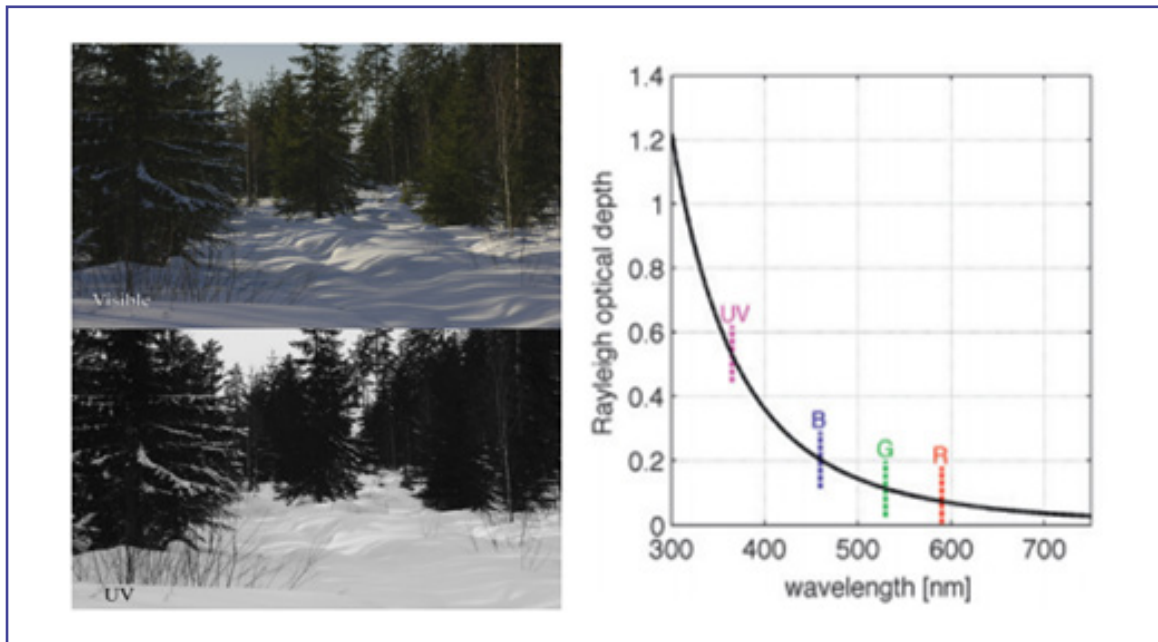 Visible
UV
1.4
1.2
1
0.8
0.6
0.4
0.2
0
300
400
500
600
700
Rayleigh optical depth
wavelength [nm]
UV
B
G
R